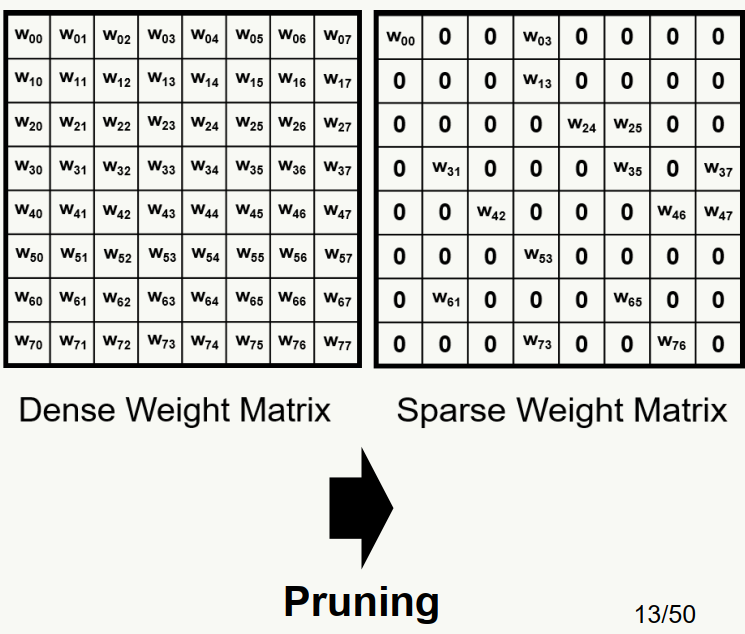 w00 w01 w02 w03 w04 w05 w06 w07
w10 w11 w12 w13 w14 w15 w16 w17
w20 w21 w22 w23 w24 w25 w26 w27
w30 w31 w32 w33 w34 w35 w36 w37
w40 w41 w42 w43 w44 w45 w46 w47
w50 w51 w52 w53 w54 w55 w56 w57
w60 w61 w62 w63 w64 w65 w66 w67
w70 w71 w72 w73 w74 w75 w76 w77
Dense Weight Matrix
w00 0 0 w03 0 0 0 0
0 0 0 w13 0 0 0 0
0 0 0 0 w24 w25 0 0
0 w31 0 0 0 w35 0 w37
0 0 w42 0 0 0 w46 w47
0 0 0 w53 0 0 0 0
0 w61 0 0 0 w65 0 0
0 0 0 w73 0 0 w76 0
Sparse Weight Matrix
Pruning
13/50